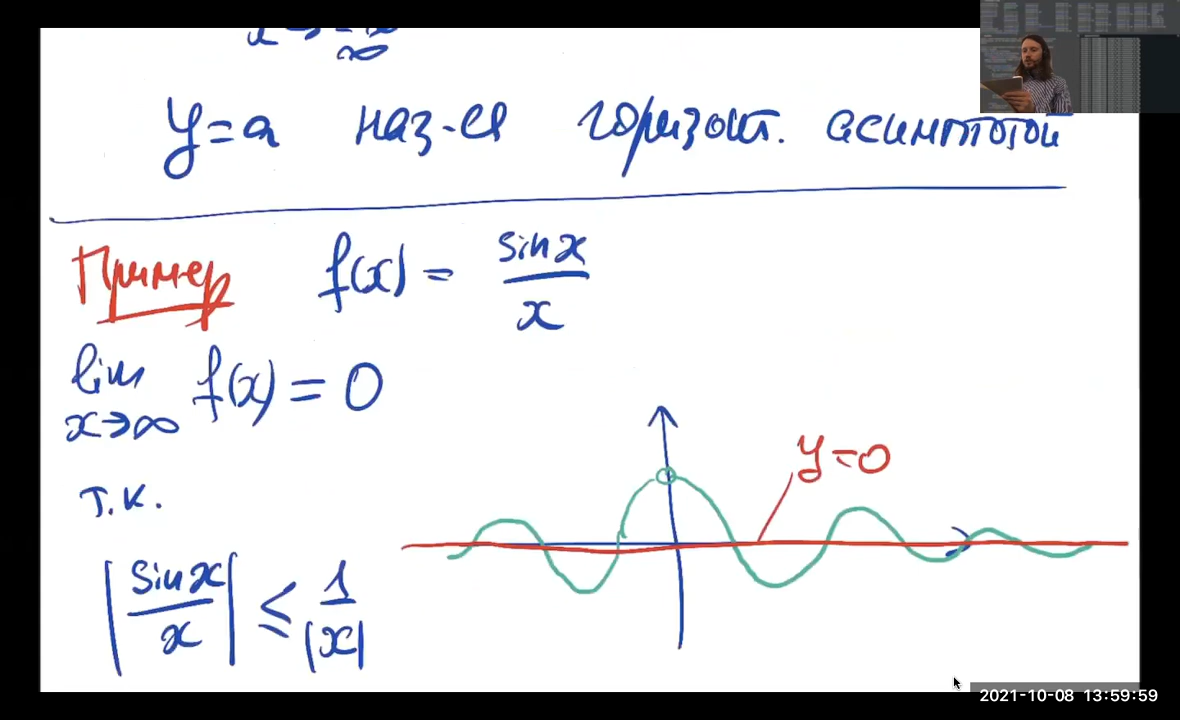 y=a наз-ся горизонт. асимптотой
Пример f(x) = sin x / x
lim x→∞ f(x) = 0
y=0
т.к.
|sin x / x| ≤ 1 / |x|
2021-10-08 13:59:59